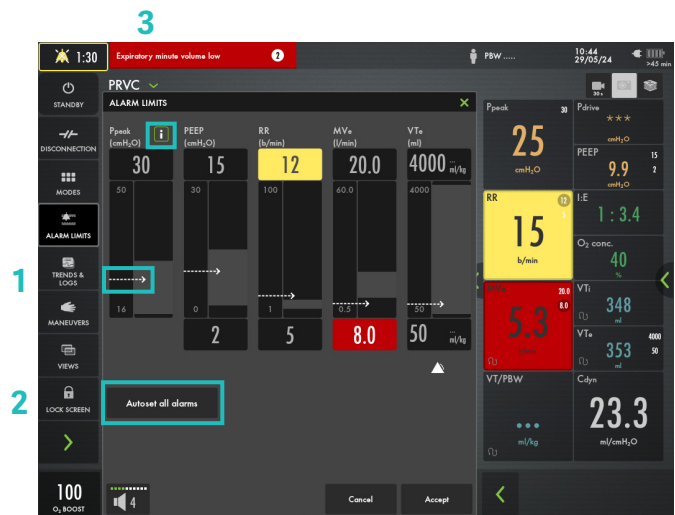 3
1:30
Expiratory minute volume low
2
PBW .....
10:44
29/05/24
>45 min
STANDBY
DISCONNECTION
MODES
ALARM LIMITS
TRENDS & LOGS
MANEUVERS
VIEWS
LOCK SCREEN
100
O₂ BOOST
1
2
PRVC
30 s
ALARM LIMITS
Ppeak
(cmH₂O)
i
PEEP
(cmH₂O)
RR
(b/min)
MVe
(l/min)
VTe
(ml)
30
15
12
20.0
4000 ... ml/kg
50
30
100
60.0
4000
16
0
1
0.5
50
2
5
8.0
50 ... ml/kg
Autoset all alarms
4
Cancel
Accept
Ppeak
30
25
cmH₂O
Pdrive
***
cmH₂O
PEEP
15
9.9
2
cmH₂O
RR
12
5
15
b/min
I:E
1 : 3.4
O₂ conc.
40
%
MVe
20.0
8.0
5.3
l/min
VTi
348
ml
VTe
4000
353
50
ml
VT/PBW
...
ml/kg
Cdyn
23.3
ml/cmH₂O